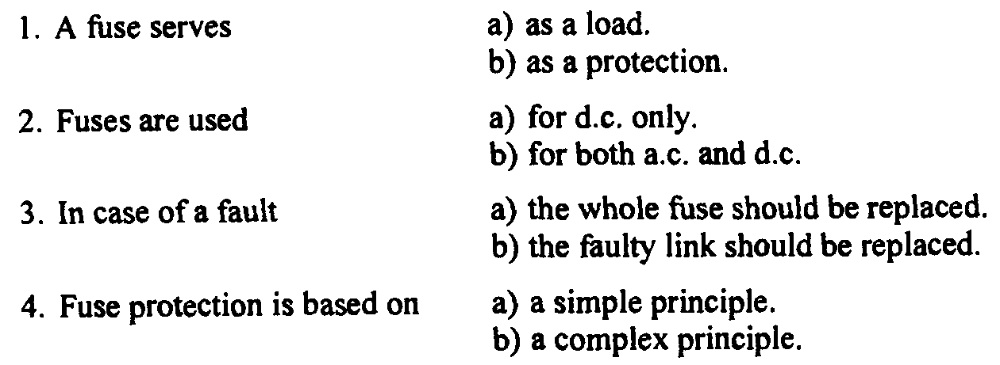 1. A fuse serves a) as a load.
b) as a protection.
2. Fuses are used a) for d.c. only.
b) for both a.c. and d.c.
3. In case of a fault a) the whole fuse should be replaced.
b) the faulty link should be replaced.
4. Fuse protection is based on a) a simple principle.
b) a complex principle.